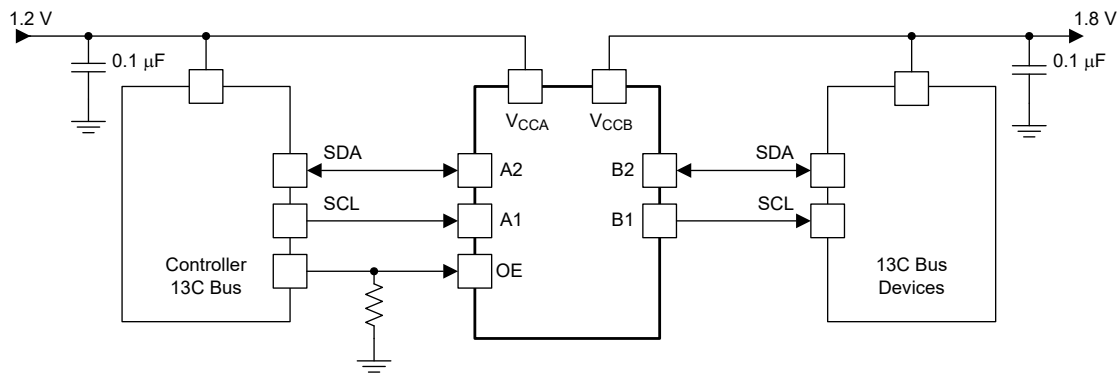 1.2 V
1.8 V
0.1 μF
0.1 μF
VCCA
VCCB
SDA
A2
B2
SDA
SCL
A1
B1
SCL
OE
Controller
13C Bus
13C Bus
Devices